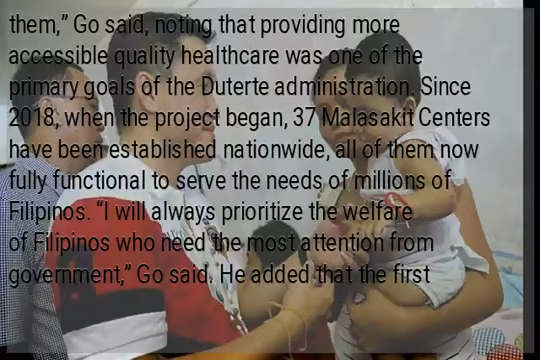 them,” Go said, noting that providing more
accessible quality healthcare was one of the
primary goals of the Duterte administration. Since
2018, when the project began, 37 Malasakit Centers
have been established nationwide, all of them now
fully functional to serve the needs of millions of
Filipinos. “I will always prioritize the welfare
of Filipinos who need the most attention from
government,” Go said. He added that the first